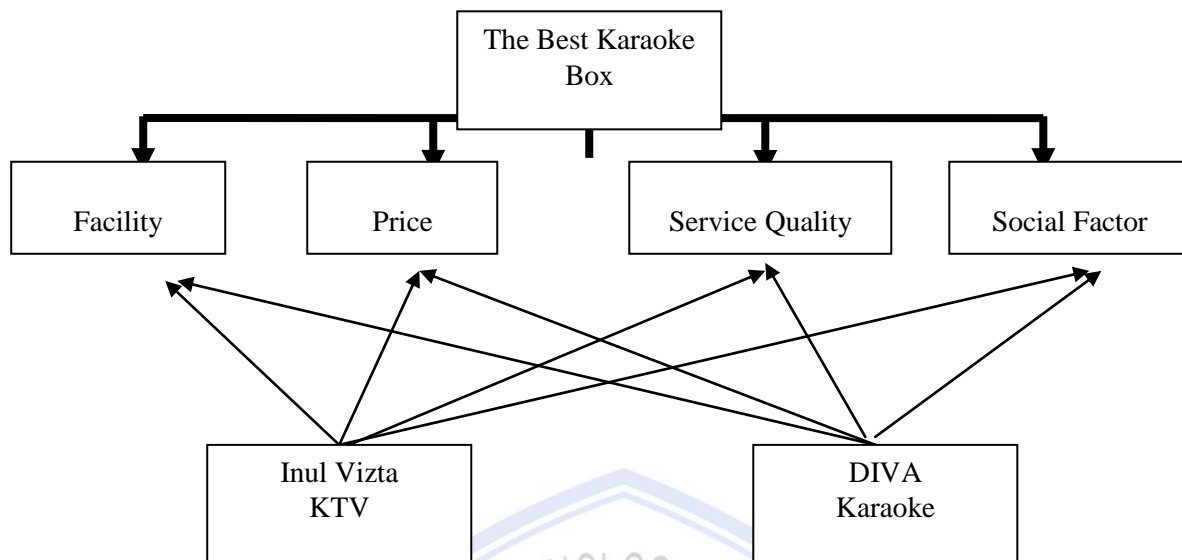 The Best Karaoke
Box
Facility
Price
Service Quality
Social Factor
Inul Vizta
KTV
DIVA
Karaoke